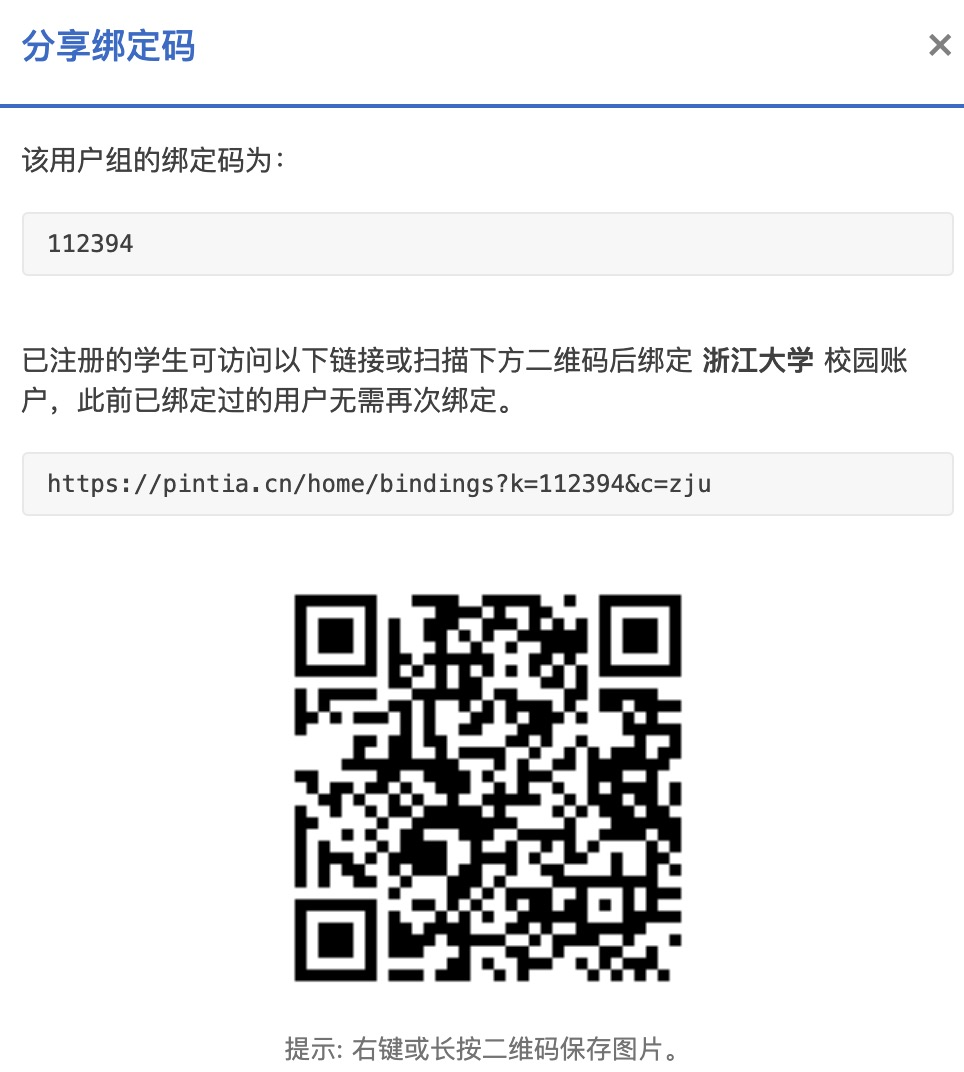 分享绑定码
该用户组的绑定码为:
112394
已注册的学生可访问以下链接或扫描下方二维码后绑定 浙江大学 校园账
户，此前已绑定过的用户无需再次绑定。
https://pintia.cn/home/bindings?k=112394&c=zju
提示: 右键或长按二维码保存图片。